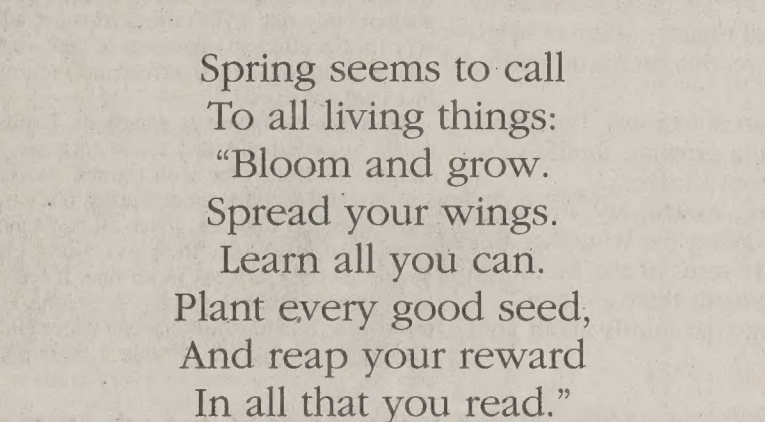 Spring seems to call
To all living things:
“Bloom and grow.
Spread your wings.
Learn all you can.
Plant every good seed,
And reap your reward
In all that you read.”